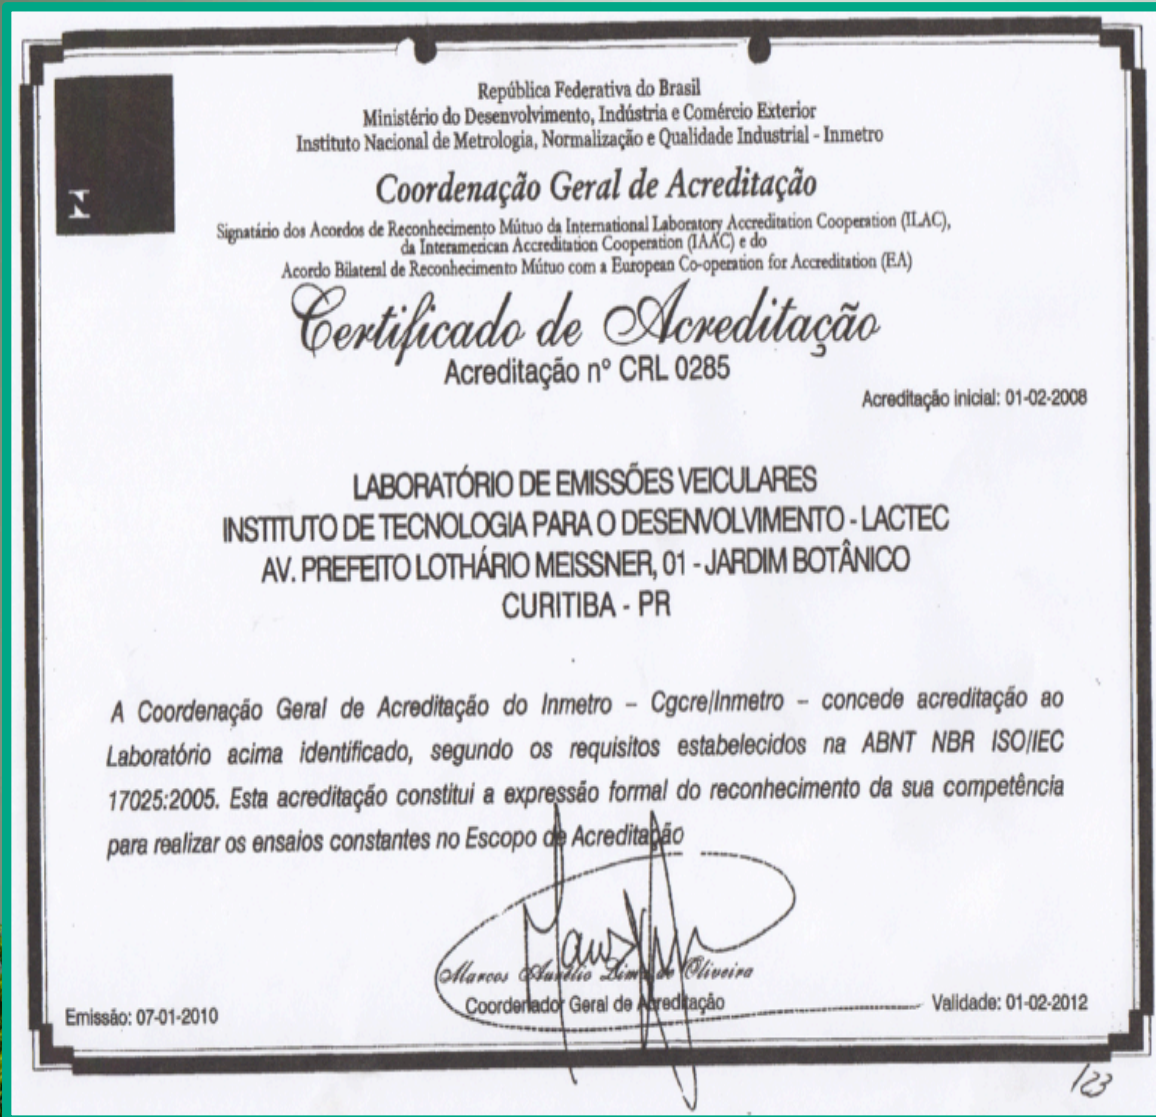 República Federativa do Brasil
Ministério do Desenvolvimento, Indústria e Comércio Exterior
Instituto Nacional de Metrologia, Normalização e Qualidade Industrial - Inmetro
Coordenação Geral de Acreditação
Signatário dos Acordos de Reconhecimento Mútuo da International Laboratory Accreditation Cooperation (ILAC),
da Interamerican Accreditation Cooperation (IAAC) e do
Acordo Bilateral de Reconhecimento Mútuo com a European Co-operation for Accreditation (EA)
Certificado de Acreditação
Acreditação nº CRL 0285
Acreditação inicial: 01-02-2008
LABORATÓRIO DE EMISSÕES VEICULARES
INSTITUTO DE TECNOLOGIA PARA O DESENVOLVIMENTO - LACTEC
AV. PREFEITO LOTHÁRIO MEISSNER, 01 - JARDIM BOTÂNICO
CURITIBA - PR
A Coordenação Geral de Acreditação do Inmetro – Cgcre/Inmetro – concede acreditação ao
Laboratório acima identificado, segundo os requisitos estabelecidos na ABNT NBR ISO/IEC
17025:2005. Esta acreditação constitui a expressão formal do reconhecimento da sua competência
para realizar os ensaios constantes no Escopo de Acreditação
Marcos Aurélio Lima de Oliveira
Coordenador Geral de Acreditação
Emissão: 07-01-2010
Validade: 01-02-2012
123